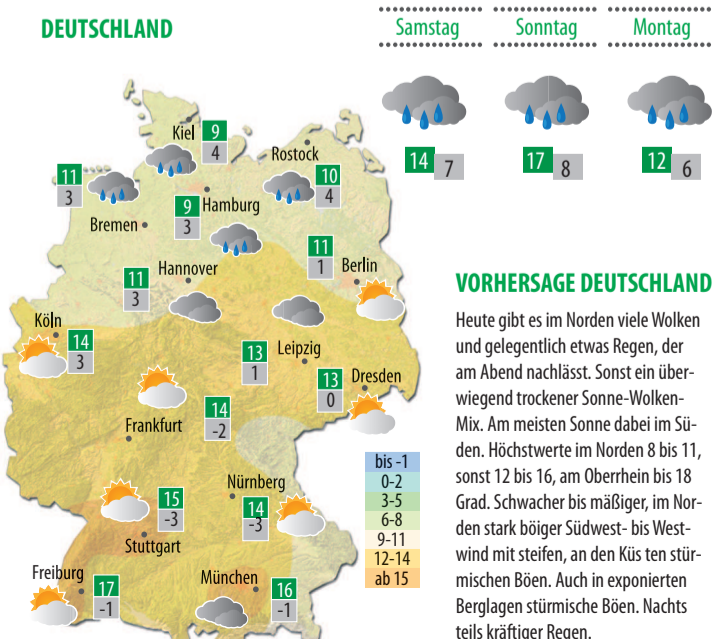 DEUTSCHLAND
Samstag Sonntag Montag
14 7 17 8 12 6
Kiel 9
4
Rostock
10
4
11
3
9 Hamburg
3
Bremen
11
1 Berlin
Hannover
11
3
Köln
14
3
13 Leipzig
1
13 Dresden
0
14
-2
Frankfurt
Nürnberg
15
-3
14
-3
Stuttgart
Freiburg
17
-1
München 16
-1
bis -1
0-2
3-5
6-8
9-11
12-14
ab 15
VORHERSAGE DEUTSCHLAND
Heute gibt es im Norden viele Wolken
und gelegentlich etwas Regen, der
am Abend nachlässt. Sonst ein über-
wiegend trockener Sonne-Wolken-
Mix. Am meisten Sonne dabei im Sü-
den. Höchstwerte im Norden 8 bis 11,
sonst 12 bis 16, am Oberrhein bis 18
Grad. Schwacher bis mäßiger, im Nor-
den stark böiger Südwest- bis West-
wind mit steifen, an den Küs ten stür-
mischen Böen. Auch in exponierten
Berglagen stürmische Böen. Nachts
teils kräftiger Regen.